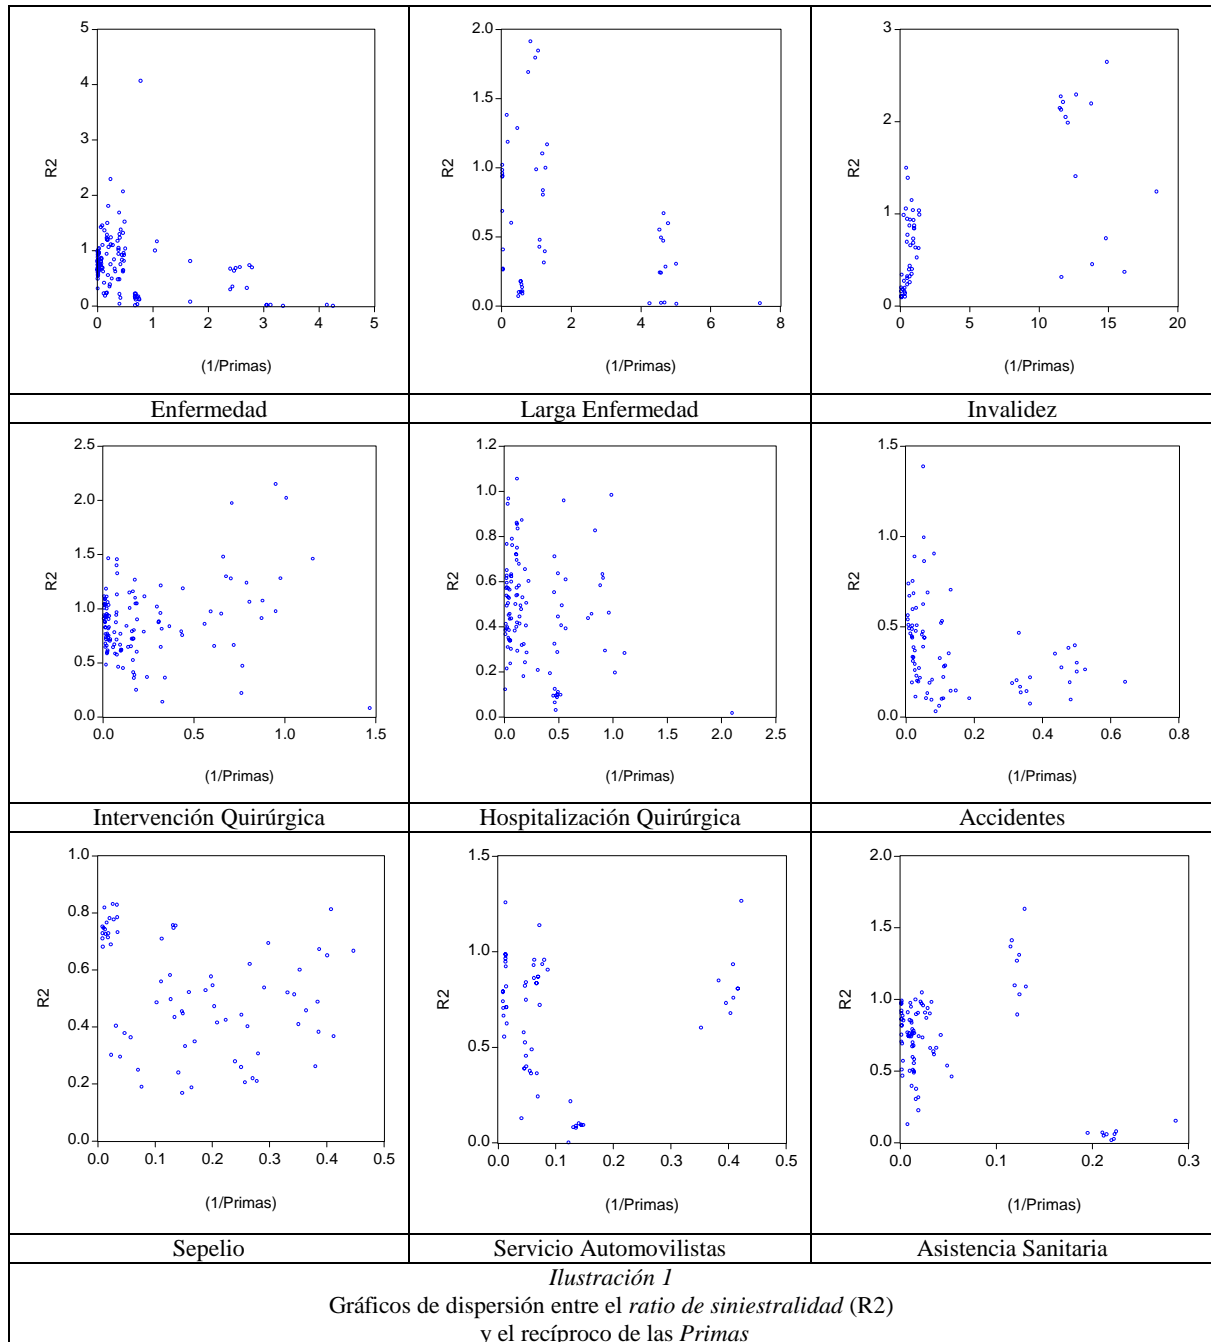 5
4
3
2
1
0
R2
0 1 2 3 4 5
(1/Primas)
Enfermedad
2.0
1.5
1.0
0.5
0.0
R2
0 2 4 6 8
(1/Primas)
Larga Enfermedad
3
2
1
0
R2
0 5 10 15 20
(1/Primas)
Invalidez
2.5
2.0
1.5
1.0
0.5
0.0
R2
0.0 0.5 1.0 1.5
(1/Primas)
Intervención Quirúrgica
1.2
1.0
0.8
0.6
0.4
0.2
0.0
R2
0.0 0.5 1.0 1.5 2.0 2.5
(1/Primas)
Hospitalización Quirúrgica
1.5
1.0
0.5
0.0
R2
0.0 0.2 0.4 0.6 0.8
(1/Primas)
Accidentes
1.0
0.8
0.6
0.4
0.2
0.0
R2
0.0 0.1 0.2 0.3 0.4 0.5
(1/Primas)
Sepelio
1.5
1.0
0.5
0.0
R2
0.0 0.1 0.2 0.3 0.4 0.5
(1/Primas)
Servicio Automovilistas
2.0
1.5
1.0
0.5
0.0
R2
0.0 0.1 0.2 0.3
(1/Primas)
Asistencia Sanitaria
Ilustración 1
Gráficos de dispersión entre el ratio de siniestralidad (R2)
y el recíproco de las Primas